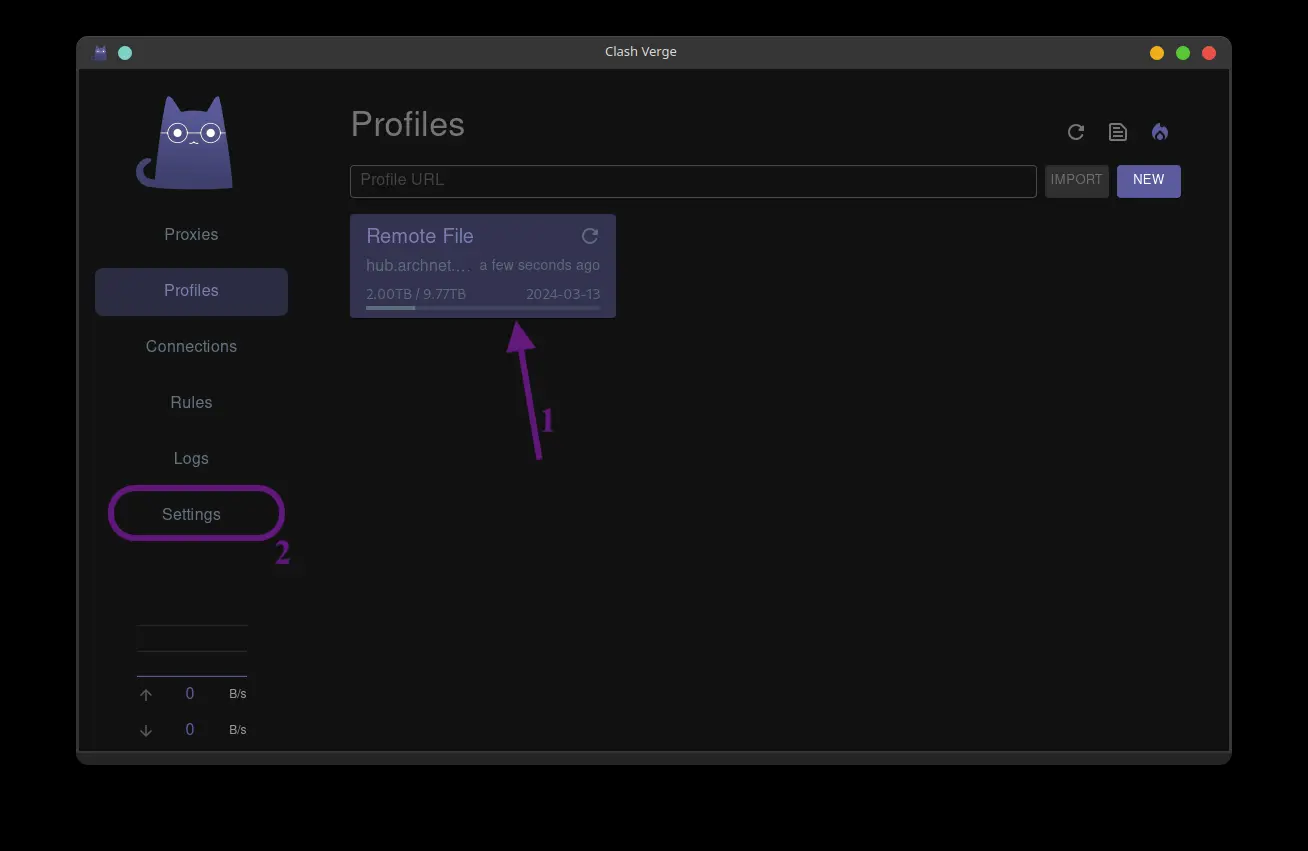 Clash Verge
Profiles
Profile URL
IMPORT
NEW
Remote File
hub.archnet.... a few seconds ago
2.00TB / 9.77TB 2024-03-13
1
Proxies
Profiles
Connections
Rules
Logs
Settings
2
0 B/s
0 B/s